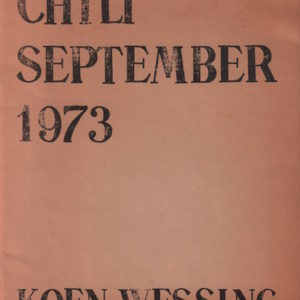 CHILI
SEPTEMBER
1973
KOEN WESSING